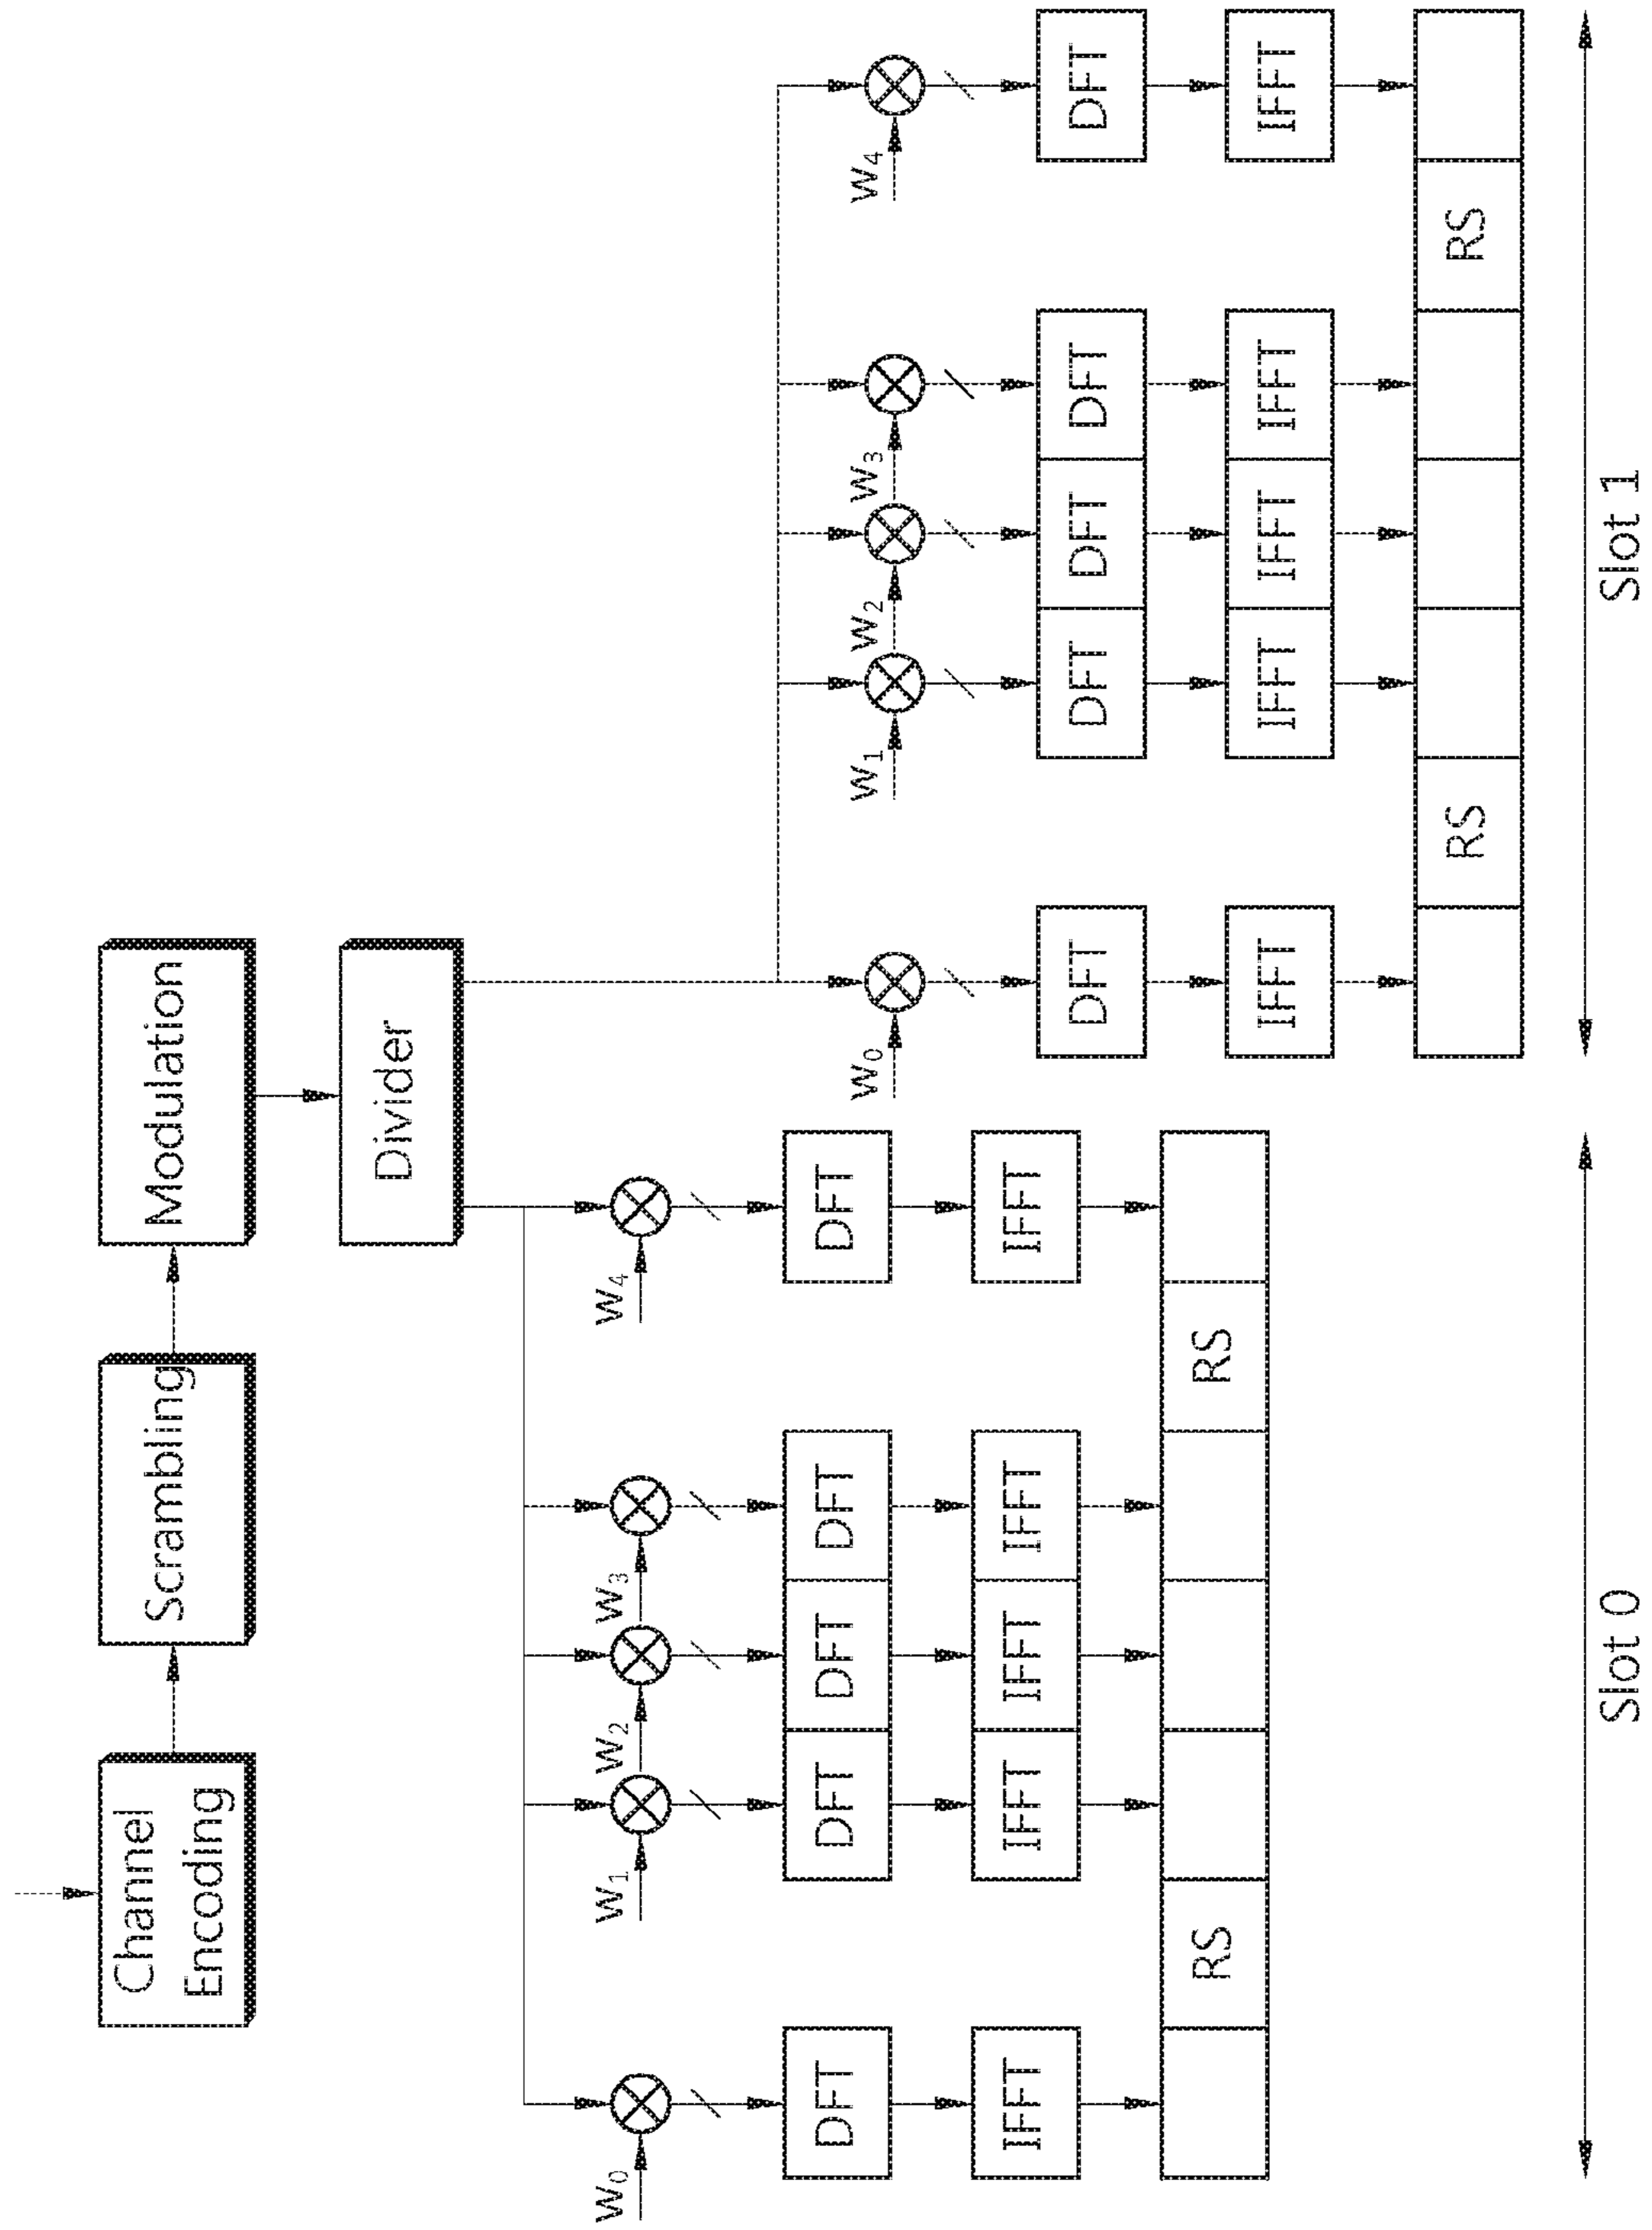 Channel
Encoding
Scrambling
Modulation
Divider
W0
W1
W2
W3
W4
DFT
DFT
DFT
DFT
DFT
IFFT
IFFT
IFFT
IFFT
IFFT
RS
RS
Slot 0
W0
W1
W2
W3
W4
DFT
DFT
DFT
DFT
DFT
IFFT
IFFT
IFFT
IFFT
IFFT
RS
RS
Slot 1